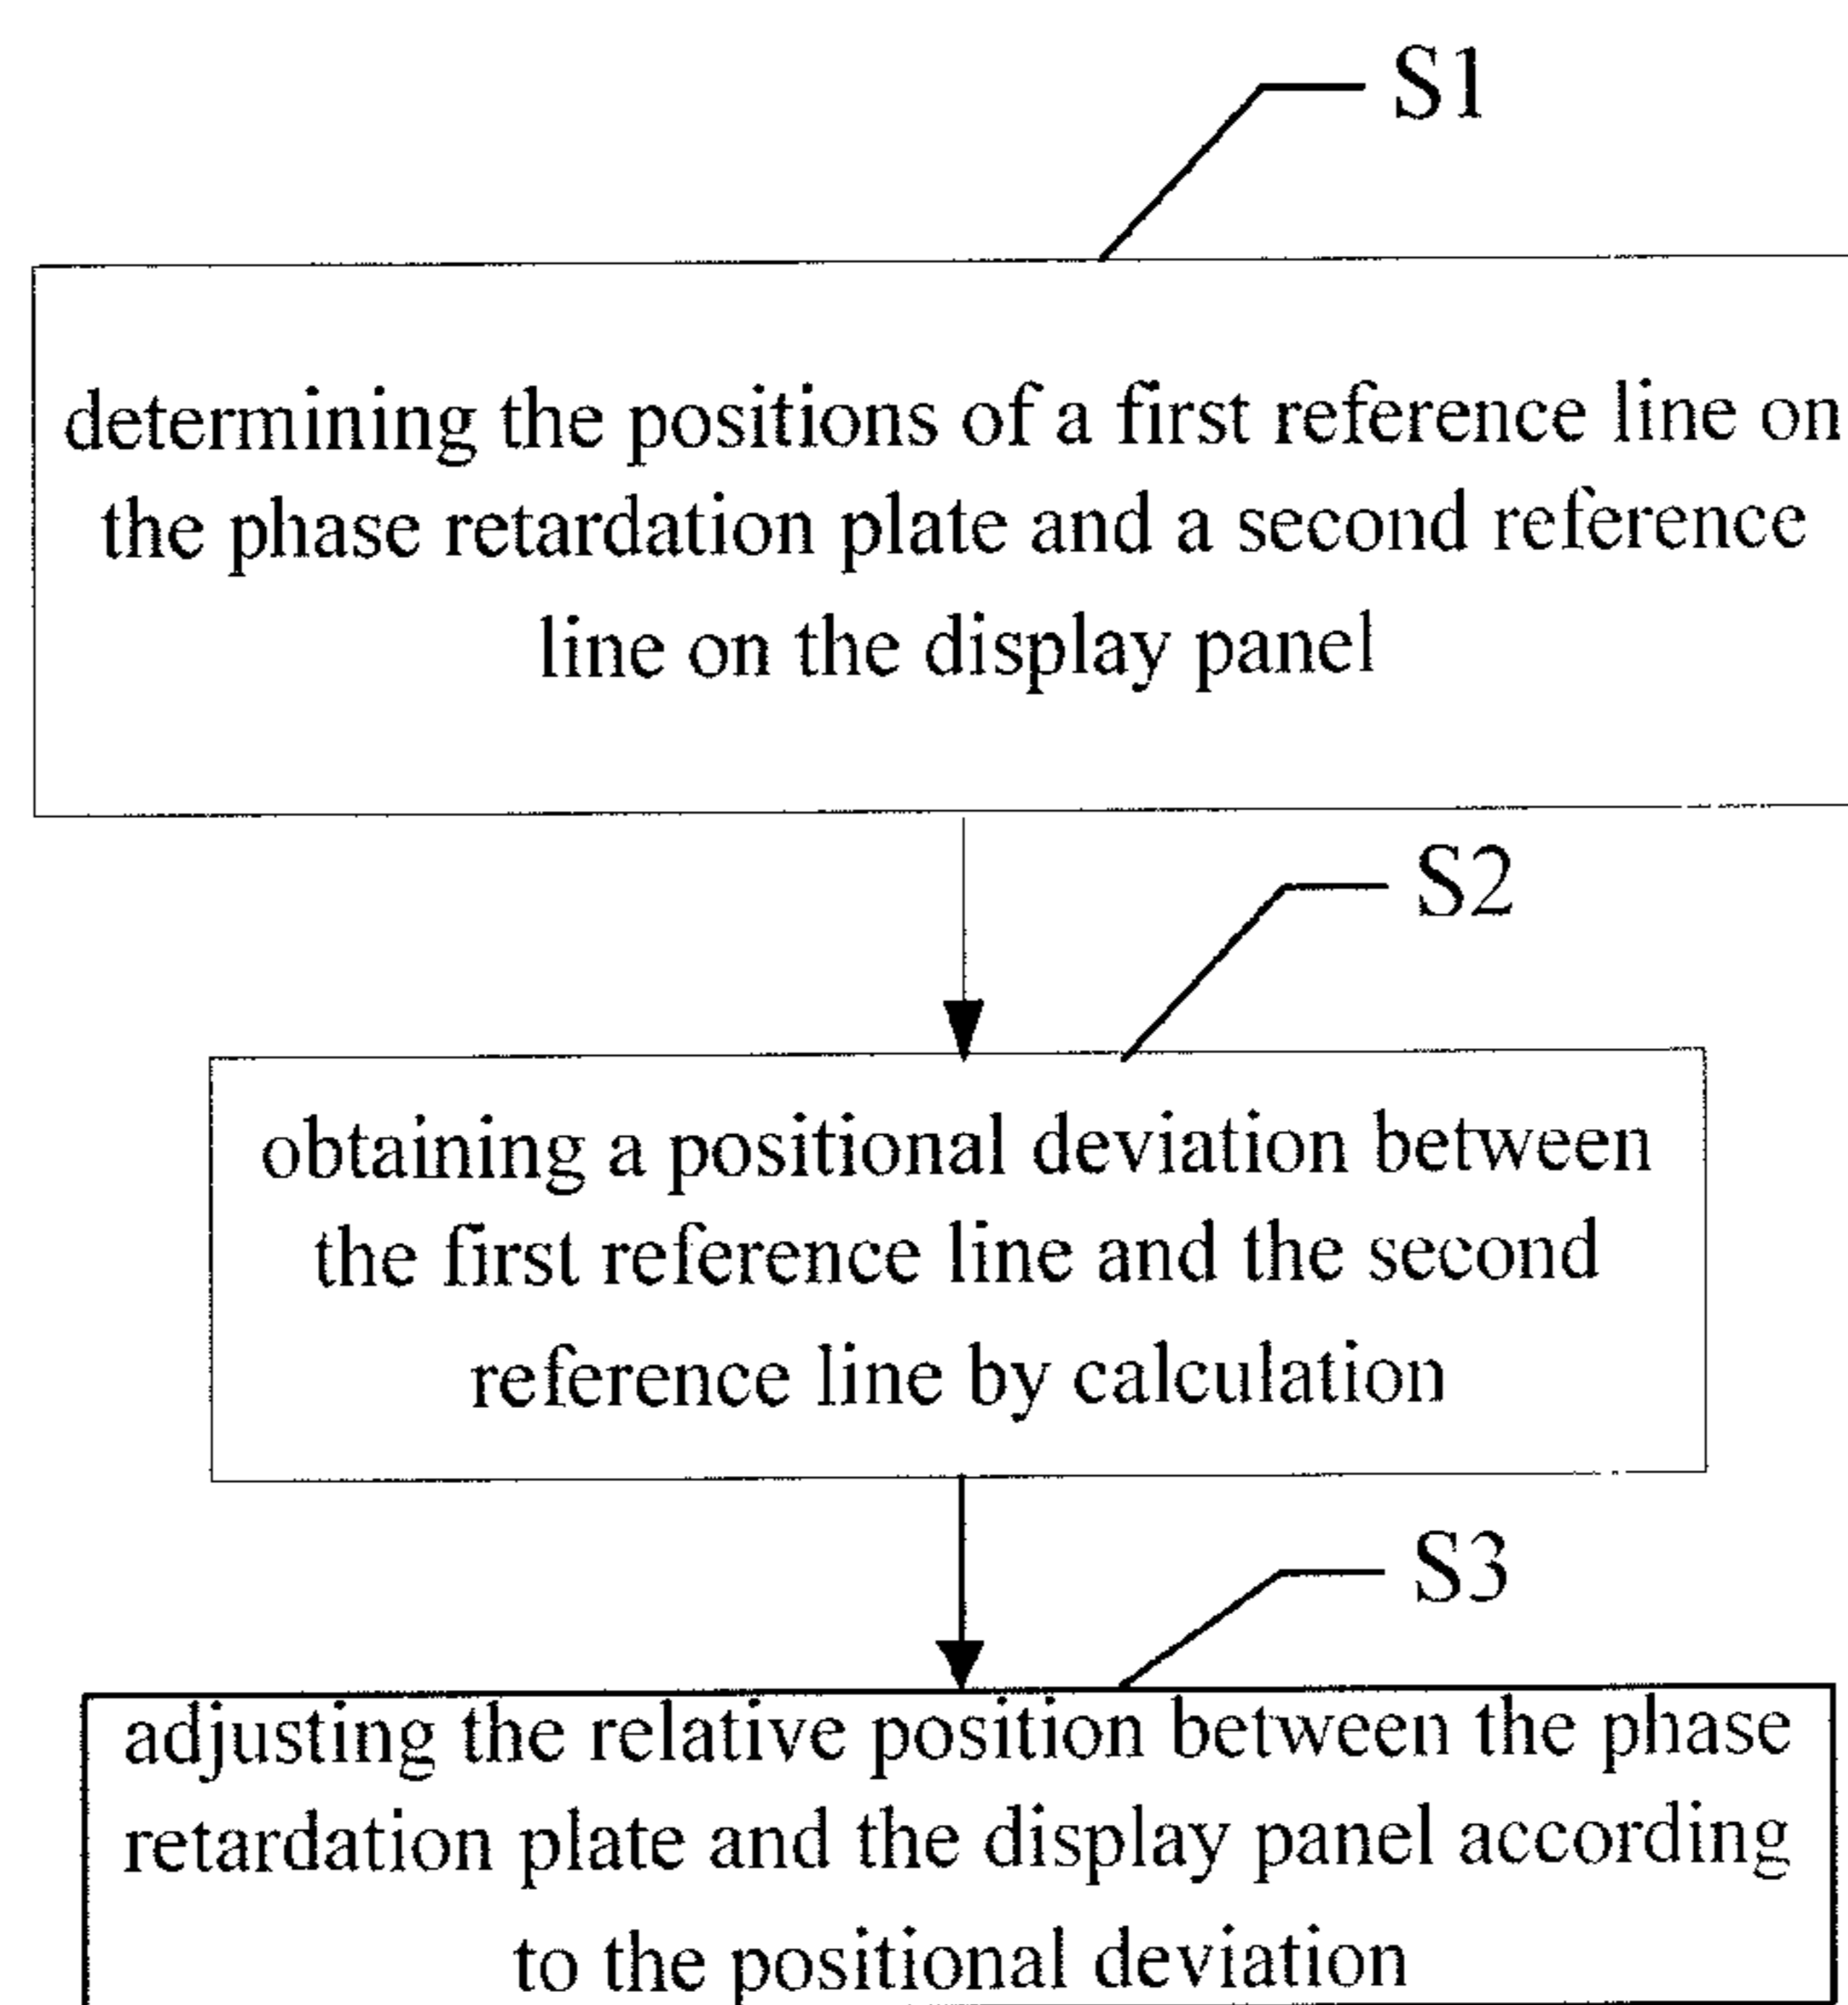 S1
determining the positions of a first reference line on
the phase retardation plate and a second reference
line on the display panel
S2
obtaining a positional deviation between
the first reference line and the second
reference line by calculation
S3
adjusting the relative position between the phase
retardation plate and the display panel according
to the positional deviation